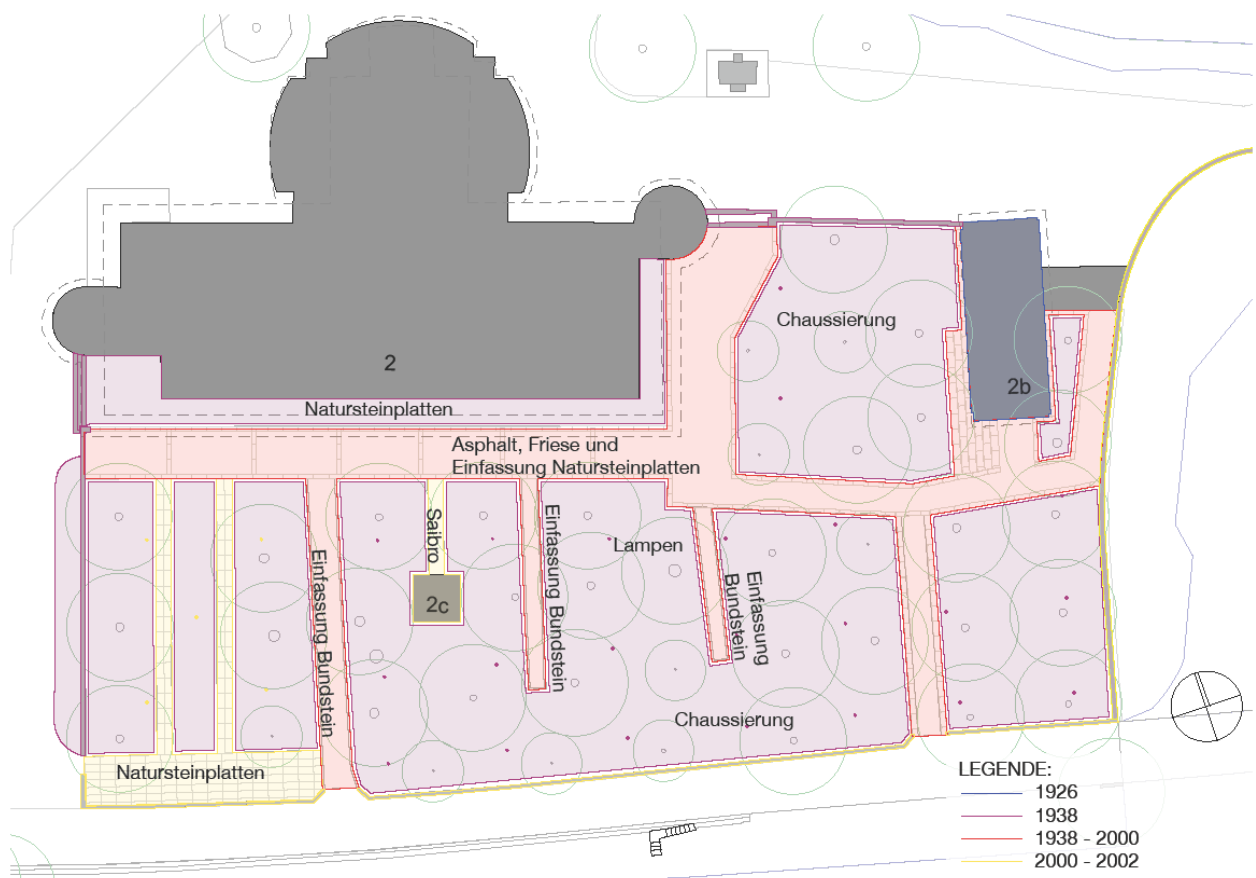 Chaussierung
2
2b
Natursteinplatten
Asphalt, Friese und
Einfassung Natursteinplatten
Saibro
Einfassung Bundstein
Lampen
Einfassung Bundstein
Einfassung
Bundstein
2c
Chaussierung
Natursteinplatten
LEGENDE:
1926
1938
1938 - 2000
2000 - 2002